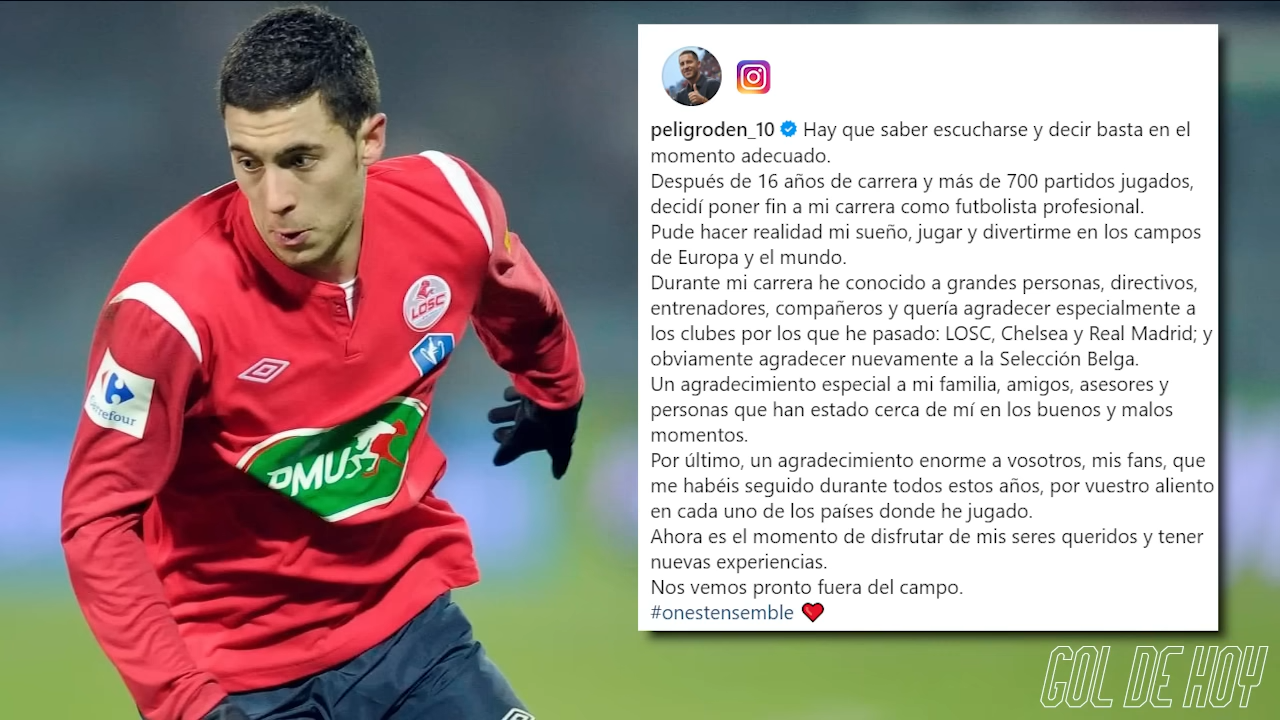 LOSC
Carrefour
PMU
peligroden_10 Hay que saber escucharse y decir basta en el
momento adecuado.
Después de 16 años de carrera y más de 700 partidos jugados,
decidí poner fin a mi carrera como futbolista profesional.
Pude hacer realidad mi sueño, jugar y divertirme en los campos
de Europa y el mundo.
Durante mi carrera he conocido a grandes personas, directivos,
entrenadores, compañeros y quería agradecer especialmente a
los clubes por los que he pasado: LOSC, Chelsea y Real Madrid; y
obviamente agradecer nuevamente a la Selección Belga.
Un agradecimiento especial a mi familia, amigos, asesores y
personas que han estado cerca de mí en los buenos y malos
momentos.
Por último, un agradecimiento enorme a vosotros, mis fans, que
me habéis seguido durante todos estos años, por vuestro aliento
en cada uno de los países donde he jugado.
Ahora es el momento de disfrutar de mis seres queridos y tener
nuevas experiencias.
Nos vemos pronto fuera del campo.
#onestensemble
GOL DE HOY